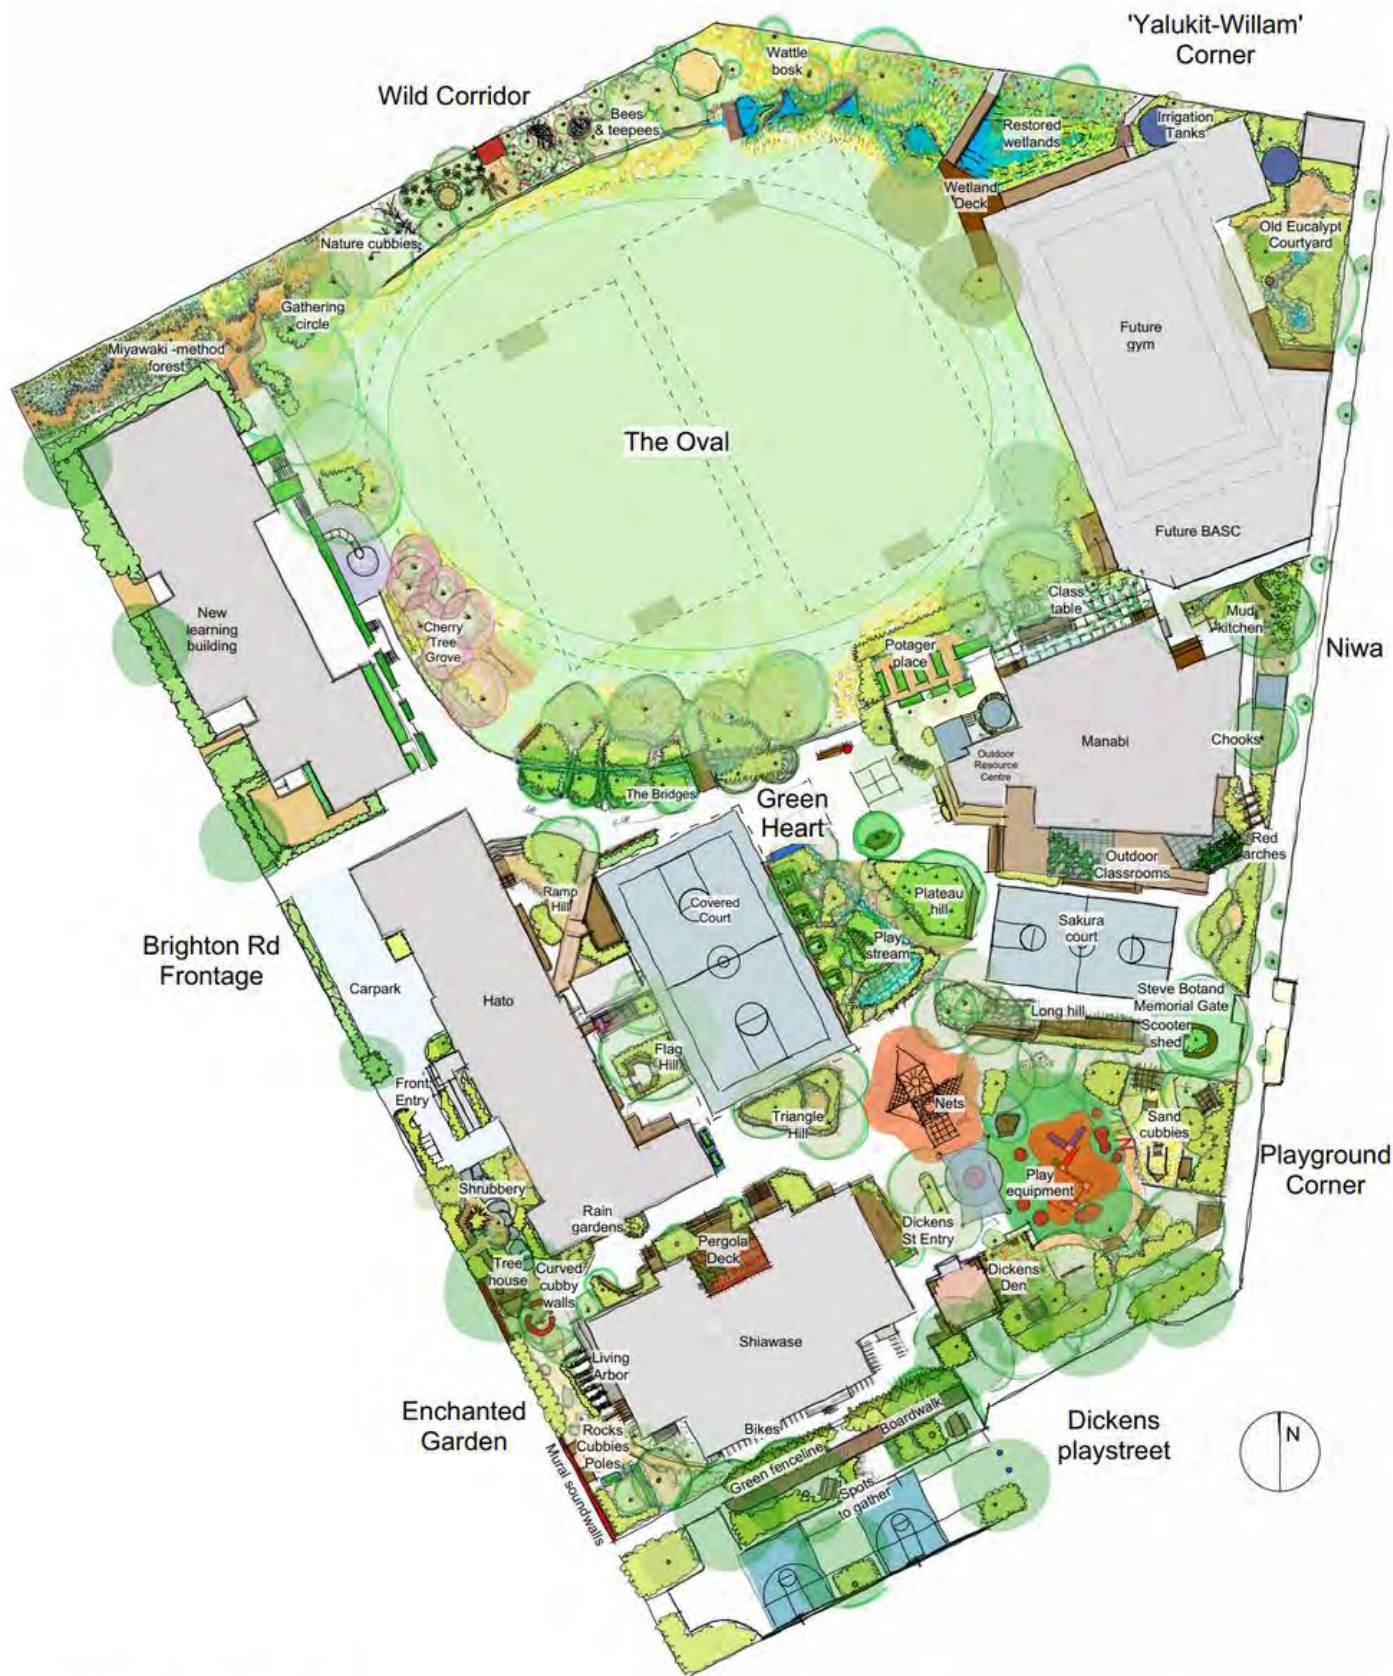 'Yalukit-Willam'
Corner
Wattle
bosk
Wild Corridor
Bees
& teepees
Restored
wetlands
Irrigation
Tanks
Wetland
Deck
Old Eucalypt
Courtyard
Nature cubbies
Gathering
circle
Miyawaki -method
forest
Future
gym
The Oval
Future BASC
New
learning
building
Cherry
Tree
Grove
Class
table
Mud
kitchen
Niwa
Potager
place
Manabi
Chooks
Outdoor
Resource
Centre
The Bridges
Green
Heart
Red
arches
Outdoor
Classrooms
Ramp
Hill
Covered
Court
Plateau
hill
Sakura
court
Play
stream
Brighton Rd
Frontage
Carpark
Hato
Steve Botand
Memorial Gate
Long hill
Scooter
shed
Flag
Hill
Front
Entry
Nets
Triangle
Hill
Sand
cubbies
Playground
Corner
Play
equipment
Shrubbery
Rain
gardens
Dickens
St Entry
Pergola
Deck
Tree
house
Curved
cubby
walls
Dickens
Den
Shiawase
Living
Arbor
Enchanted
Garden
Rocks
Cubbies
Poles
Bikes
Boardwalk
Dickens
playstreet
N
Green fenceline
Spots
to gather
Mural soundwalls